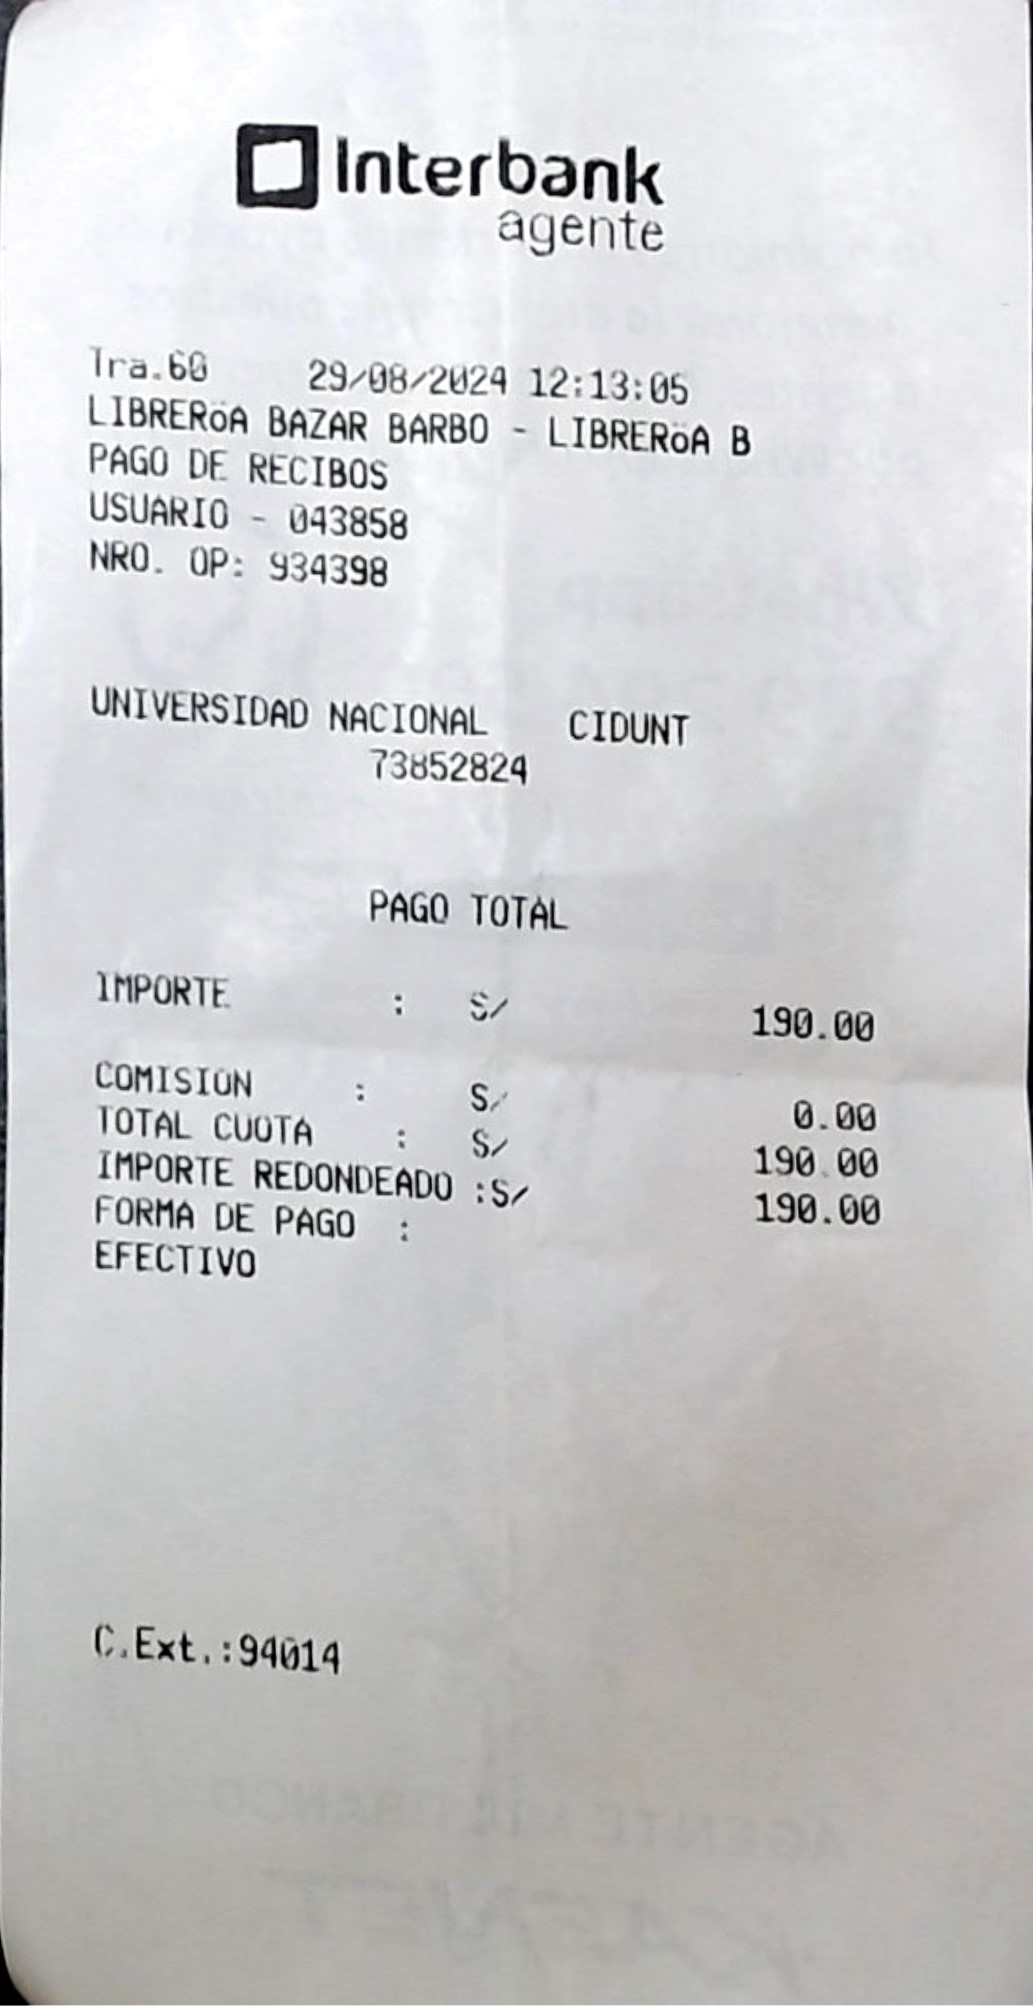 Interbank
agente
Tra.60 29/08/2024 12:13:05
LIBRERöA BAZAR BARBO - LIBRERöA B
PAGO DE RECIBOS
USUARIO - 043858
NRO. OP: 934398
UNIVERSIDAD NACIONAL CIDUNT
73852824
PAGO TOTAL
IMPORTE : S/ 190.00
COMISION : S/ 0.00
TOTAL CUOTA : S/ 190.00
IMPORTE REDONDEADO :S/ 190.00
FORMA DE PAGO :
EFECTIVO
C.Ext.:94014